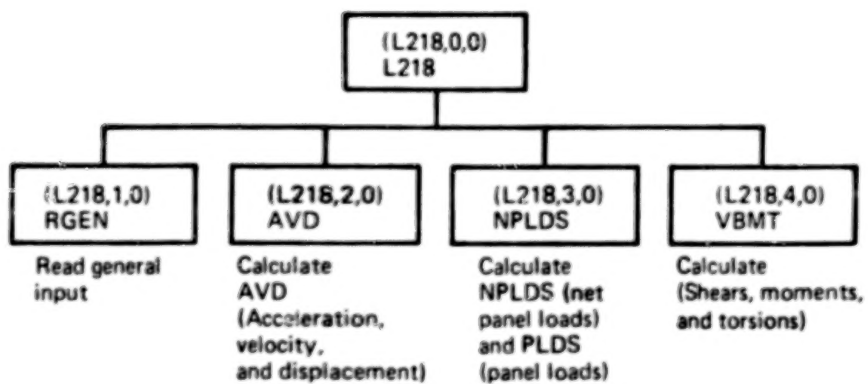 (L218,0,0)
L218
(L218,1,0)
RGEN
Read general
input
(L218,2,0)
AVD
Calculate
AVD
(Acceleration,
velocity,
and displacement)
(L218,3,0)
NPLDS
Calculate
NPLDS (net
panel loads)
and PLDS
(panel loads)
(L218,4,0)
VBMT
Calculate
(Shears, moments,
and torsions)